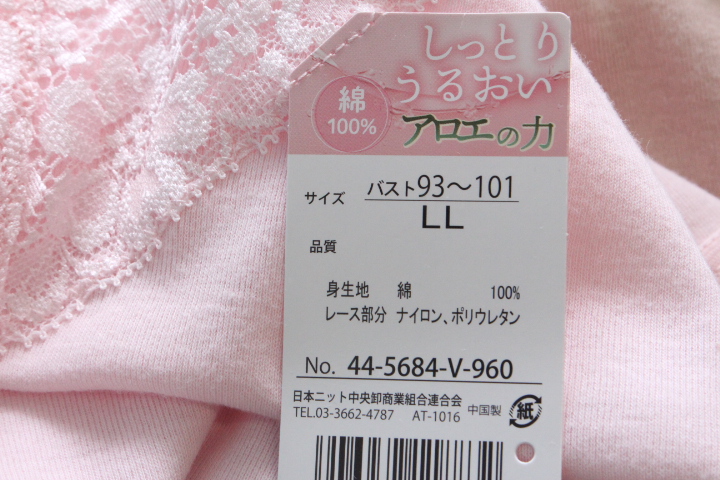 しっとり
うるおい
綿
100%
アロエの力
サイズ バスト93～101
LL
品質
身生地 綿 100%
レース部分 ナイロン、ポリウレタン
No. 44-5684-V-960
日本ニット中央卸商業組合連合会
TEL.03-3662-4787 AT-1016 中国製 紙